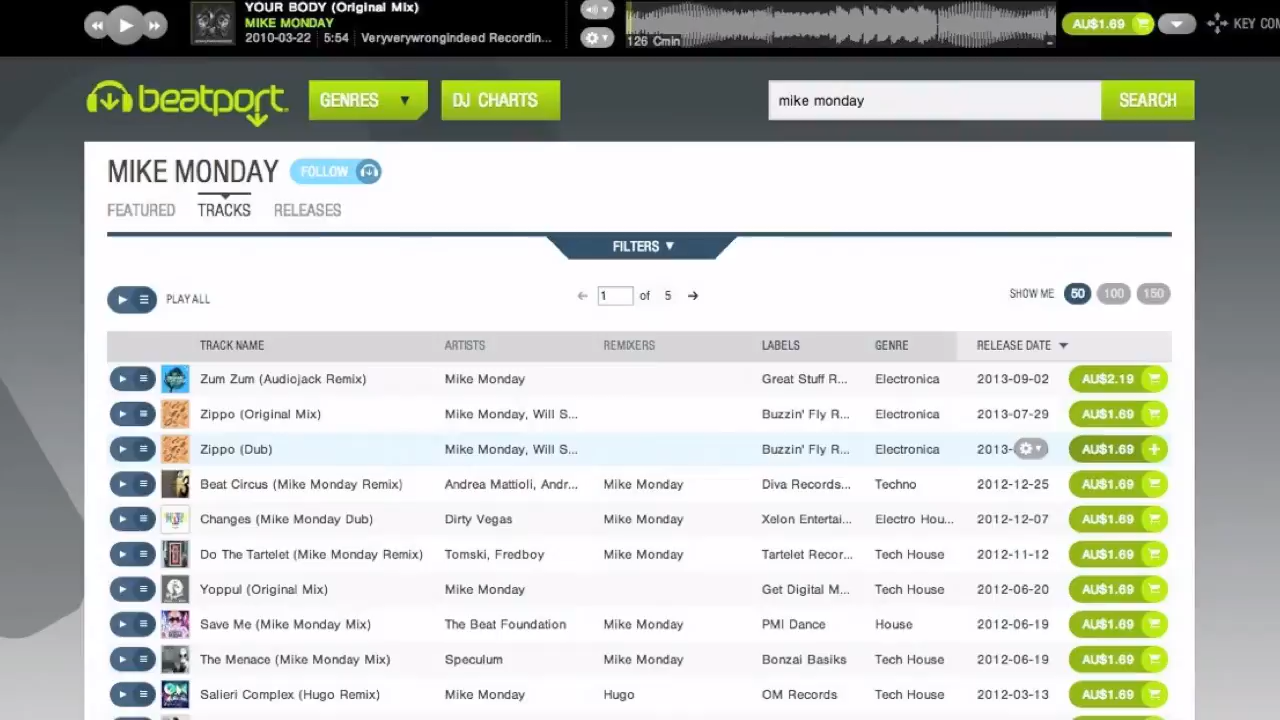 YOUR BODY (Original Mix)
MIKE MONDAY
2010-03-22 5:54 Veryverywrongindeed Recordin...
126 Cmin
AU$1.69
KEY CON
beatport
GENRES ▼
DJ CHARTS
mike monday
SEARCH
MIKE MONDAY FOLLOW
FEATURED TRACKS RELEASES
FILTERS ▼
PLAY ALL
← 1 of 5 →
SHOW ME 50 100 150
TRACK NAME ARTISTS REMIXERS LABELS GENRE RELEASE DATE
Zum Zum (Audiojack Remix) Mike Monday Great Stuff R... Electronica 2013-09-02 AU$2.19
Zippo (Original Mix) Mike Monday, Will S... Buzzin' Fly R... Electronica 2013-07-29 AU$1.69
Zippo (Dub) Mike Monday, Will S... Buzzin' Fly R... Electronica 2013- AU$1.69
Beat Circus (Mike Monday Remix) Andrea Mattioli, Andr... Mike Monday Diva Records... Techno 2012-12-25 AU$1.69
Changes (Mike Monday Dub) Dirty Vegas Xelon Entertai... Electro Hou... 2012-12-07 AU$1.69
Do The Tartelet (Mike Monday Remix) Tomski, Fredboy Mike Monday Tartelet Recor... Tech House 2012-11-12 AU$1.69
Yoppul (Original Mix) Mike Monday Get Digital M... Tech House 2012-06-20 AU$1.69
Save Me (Mike Monday Mix) The Beat Foundation Mike Monday PMI Dance House 2012-06-19 AU$1.69
The Menace (Mike Monday Mix) Speculum Mike Monday Bonzai Basiks Tech House 2012-06-19 AU$1.69
Salieri Complex (Hugo Remix) Mike Monday Hugo OM Records Tech House 2012-03-13 AU$1.69